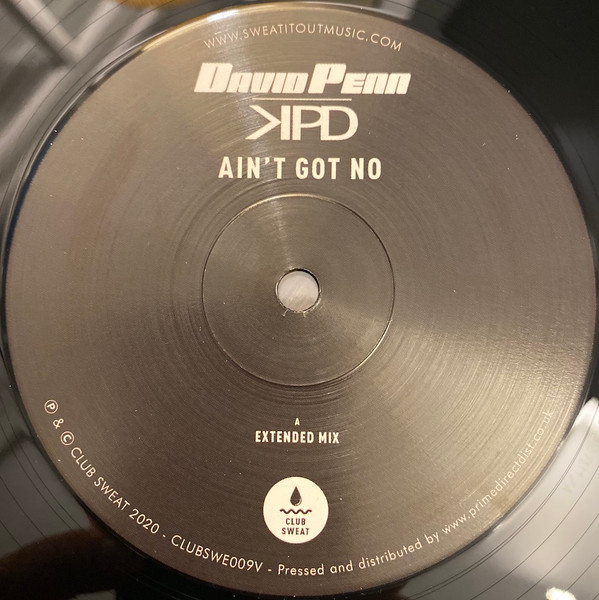 WWW.SWEATITOUTMUSIC.COM
DAVID PENN
KPD
AIN'T GOT NO
A
EXTENDED MIX
CLUB
SWEAT
Ⓟ & © CLUB SWEAT 2020 - CLUBSWE009V - Pressed and distributed by www.primedirectdist.co.uk